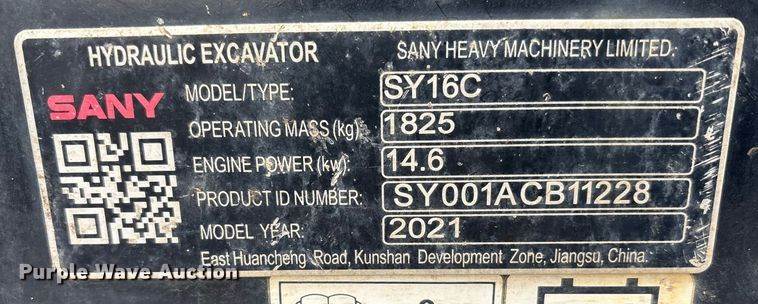 HYDRAULIC EXCAVATOR
SANY HEAVY MACHINERY LIMITED.
SANY
MODEL/TYPE: SY16C
OPERATING MASS (kg): 1825
ENGINE POWER (kw): 14.6
PRODUCT ID NUMBER: SY001ACB11228
MODEL YEAR: 2021
East Huancheng Road, Kunshan Development Zone, Jiangsu, China.
Purple Wave Auction